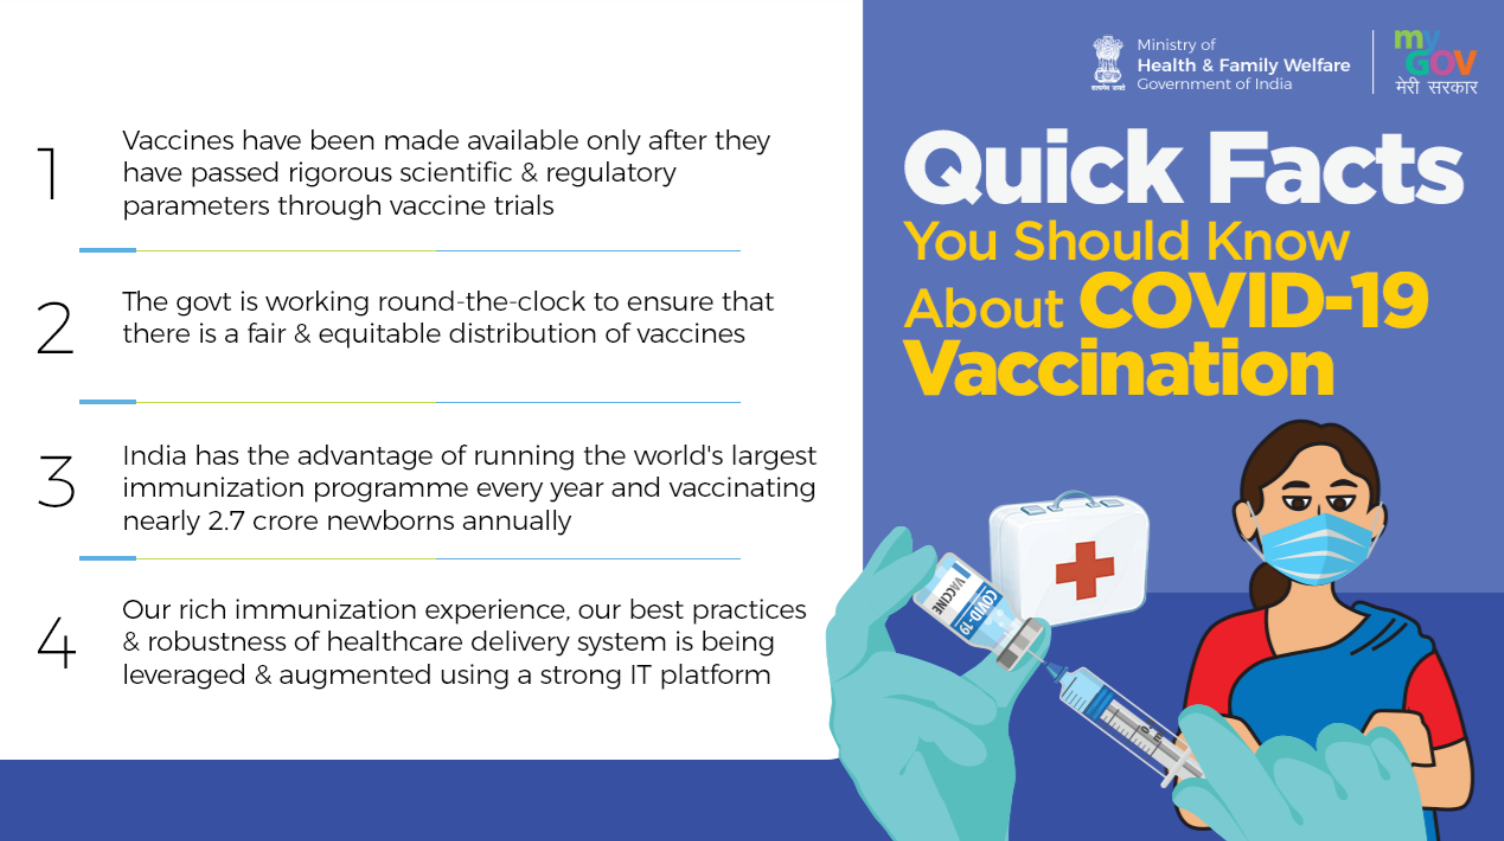 Ministry of
Health & Family Welfare
Government of India
सत्यमेव जयते
my
GOV
मेरी सरकार
Quick Facts
You Should Know
About COVID-19
Vaccination
1
Vaccines have been made available only after they
have passed rigorous scientific & regulatory
parameters through vaccine trials
2
The govt is working round-the-clock to ensure that
there is a fair & equitable distribution of vaccines
3
India has the advantage of running the world's largest
immunization programme every year and vaccinating
nearly 2.7 crore newborns annually
4
Our rich immunization experience, our best practices
& robustness of healthcare delivery system is being
leveraged & augmented using a strong IT platform
VACCINE
COVID-19